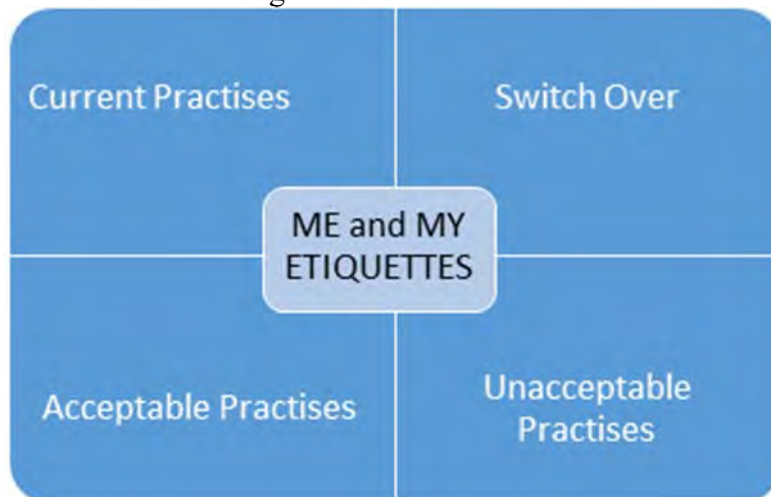 Current Practises
Switch Over
ME and MY
ETIQUETTES
Acceptable Practises
Unacceptable
Practises